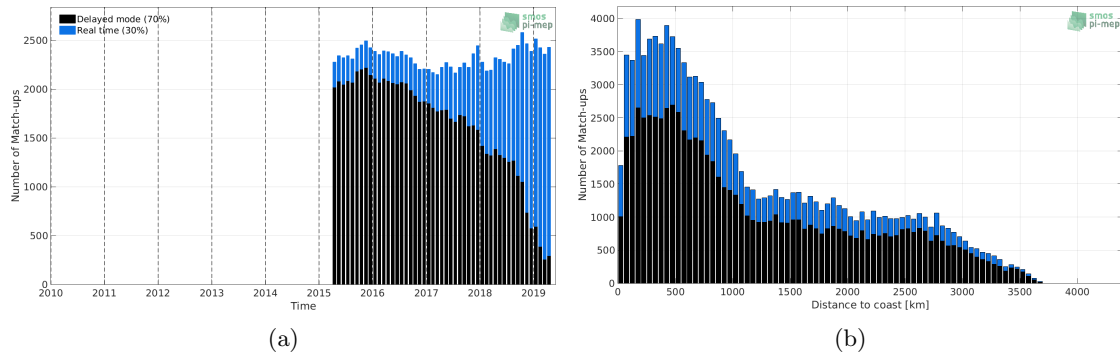 smos
pi-mep
Delayed mode (70%)
Real time (30%)
Number of Match-ups
2500
2000
1500
1000
500
0
2010 2011 2012 2013 2014 2015 2016 2017 2018 2019
Time
(a)
smos
pi-mep
Number of Match-ups
4000
3500
3000
2500
2000
1500
1000
500
0
0 500 1000 1500 2000 2500 3000 3500 4000
Distance to coast [km]
(b)